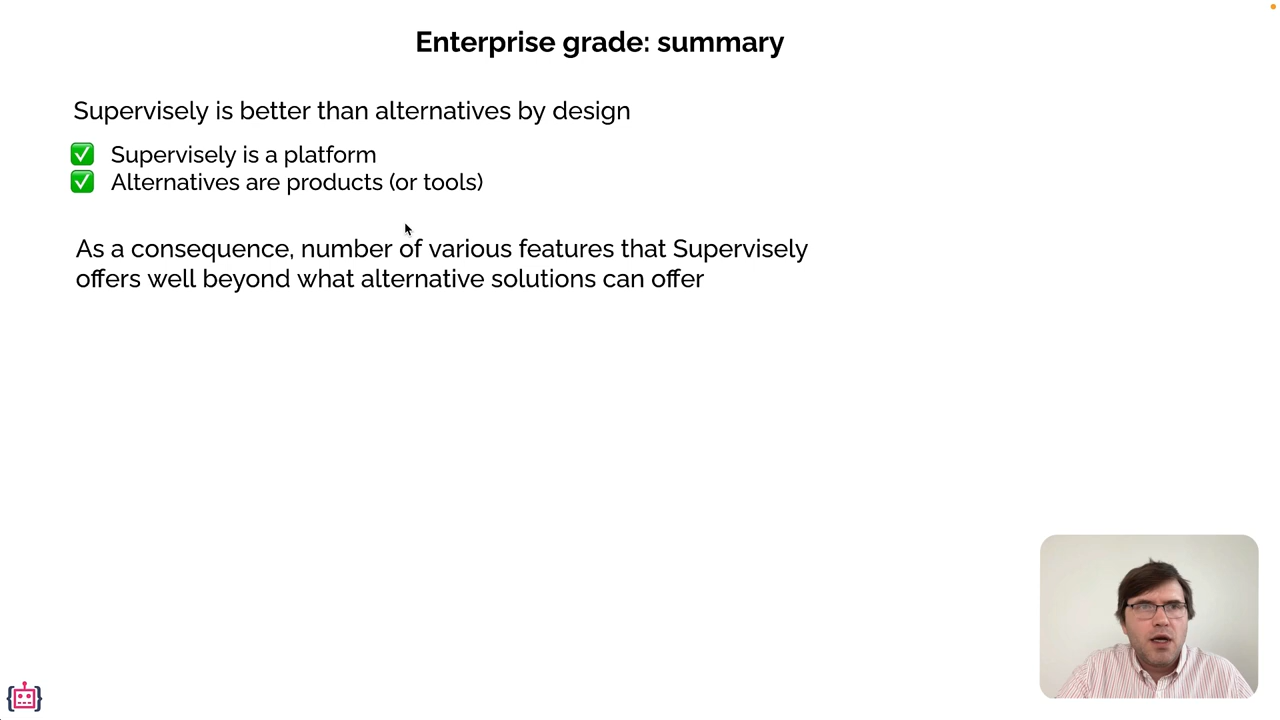 Enterprise grade: summary
Supervisely is better than alternatives by design
✅ Supervisely is a platform
✅ Alternatives are products (or tools)
As a consequence, number of various features that Supervisely
offers well beyond what alternative solutions can offer